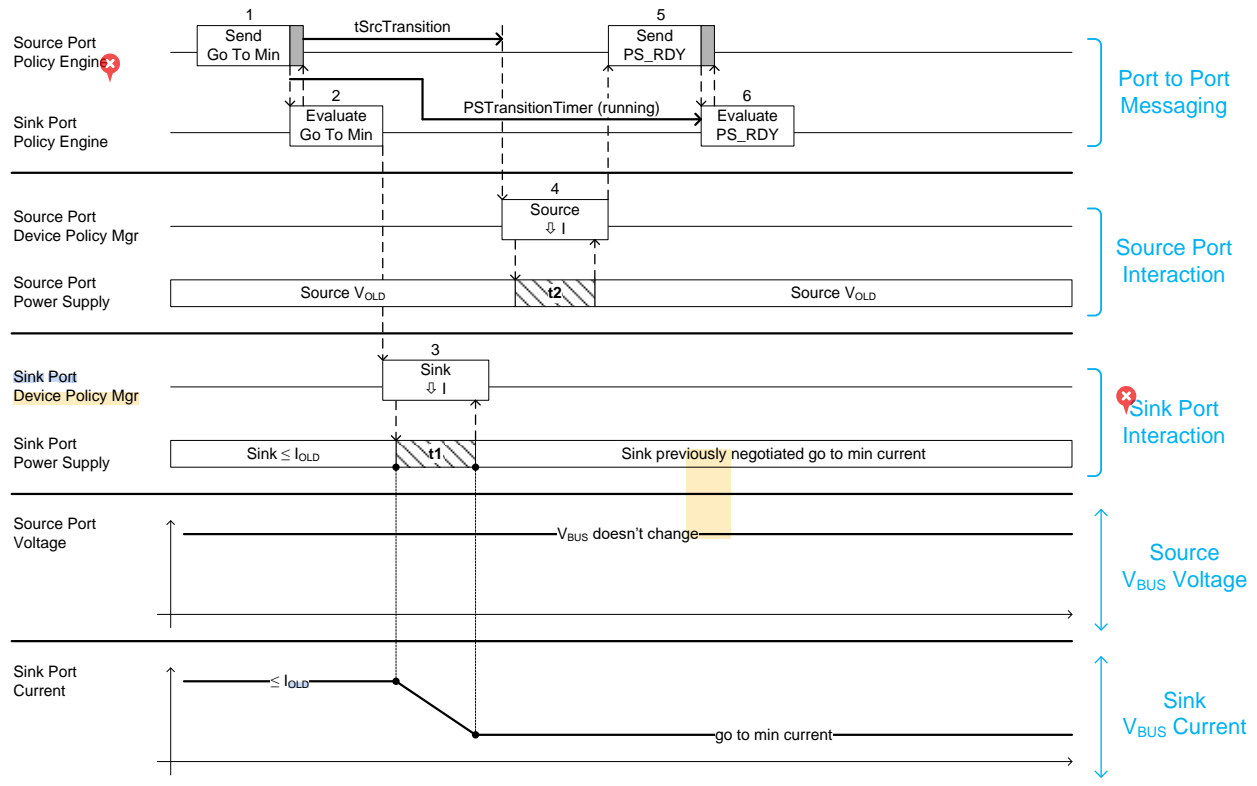 1
Send
Go To Min
tSrcTransition
5
Send
PS_RDY
Source Port
Policy Engine
2
Evaluate
Go To Min
PSTransitionTimer (running)
6
Evaluate
PS_RDY
Sink Port
Policy Engine
Port to Port
Messaging
4
Source
⇩ I
Source Port
Device Policy Mgr
Source Port
Power Supply
Source VOLD
t2
Source VOLD
Source Port
Interaction
3
Sink
⇩ I
Sink Port
Device Policy Mgr
Sink Port
Power Supply
Sink ≤ IOLD
t1
Sink previously negotiated go to min current
Sink Port
Interaction
Source Port
Voltage
VBUS doesn't change
Source
VBUS Voltage
Sink Port
Current
≤ IOLD
go to min current
Sink
VBUS Current